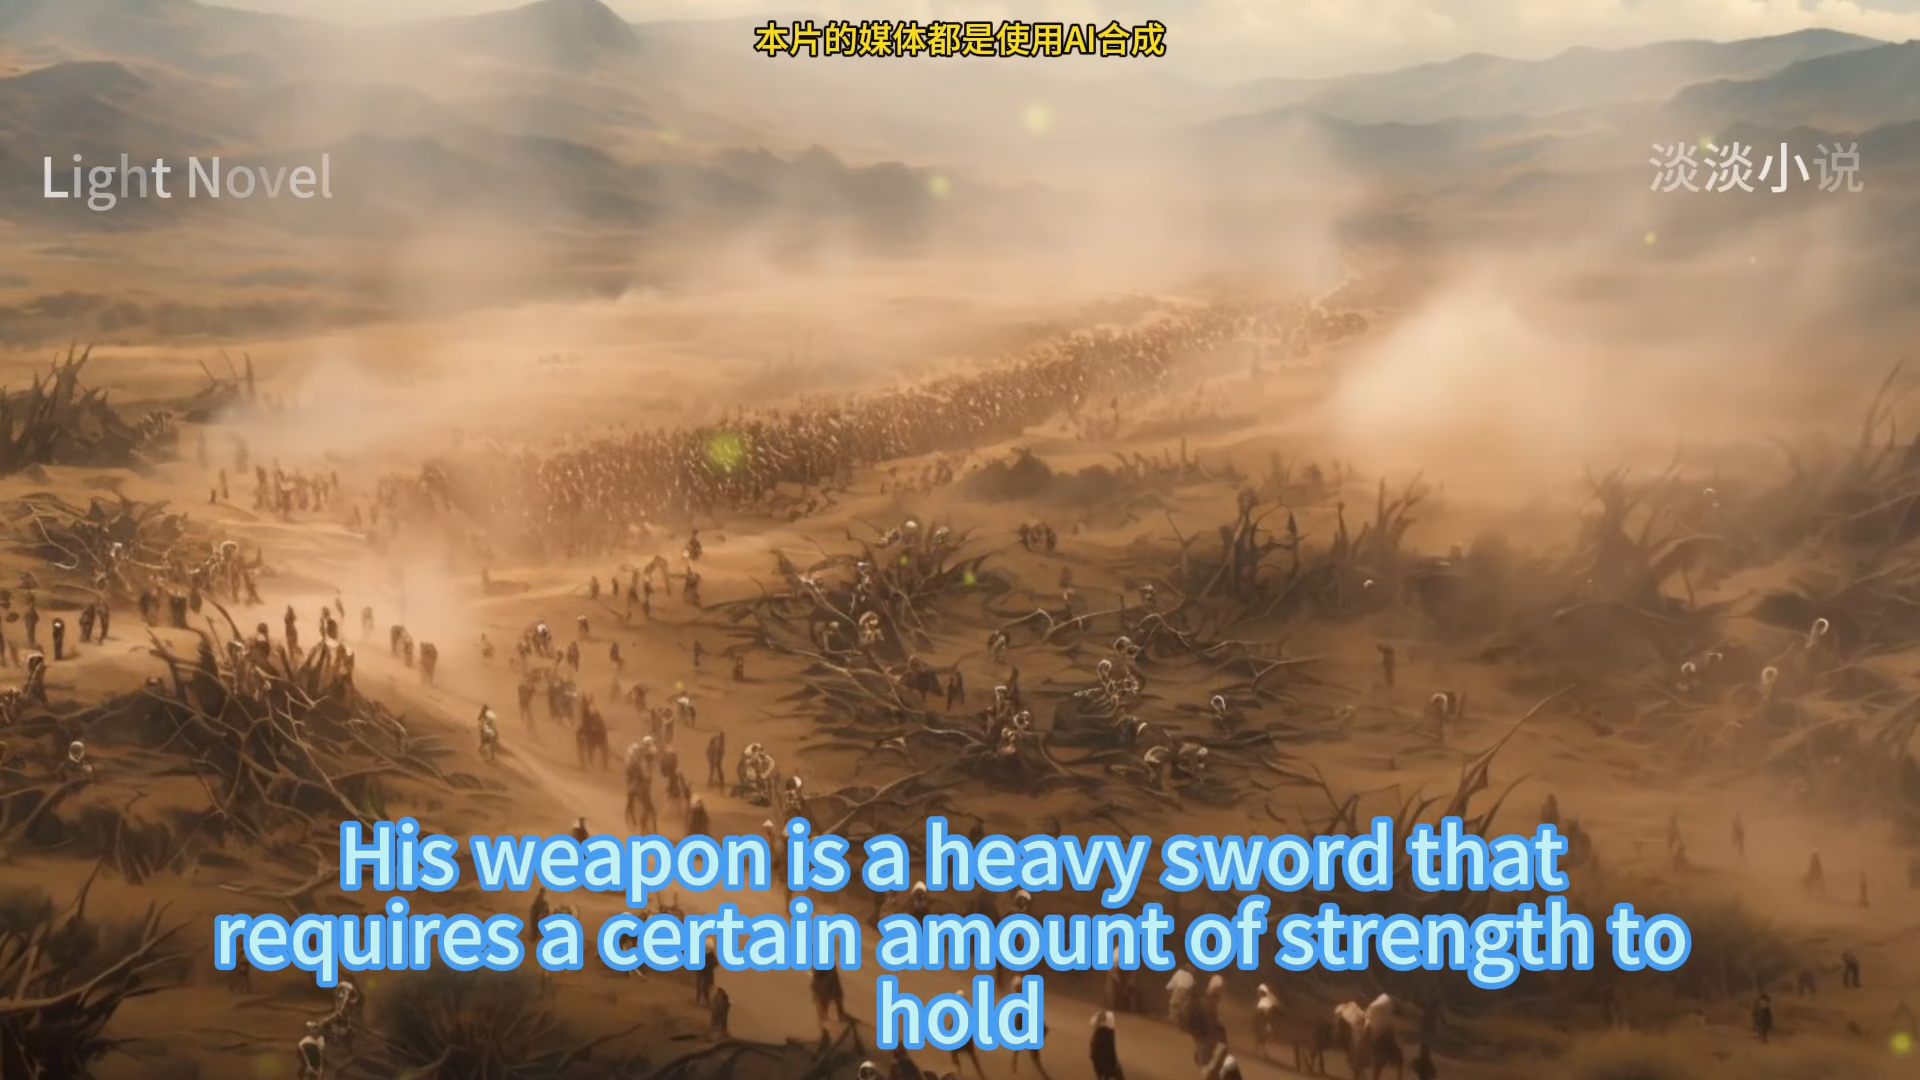 本片的媒体都是使用AI合成
Light Novel
淡淡小说
His weapon is a heavy sword that
requires a certain amount of strength to
hold